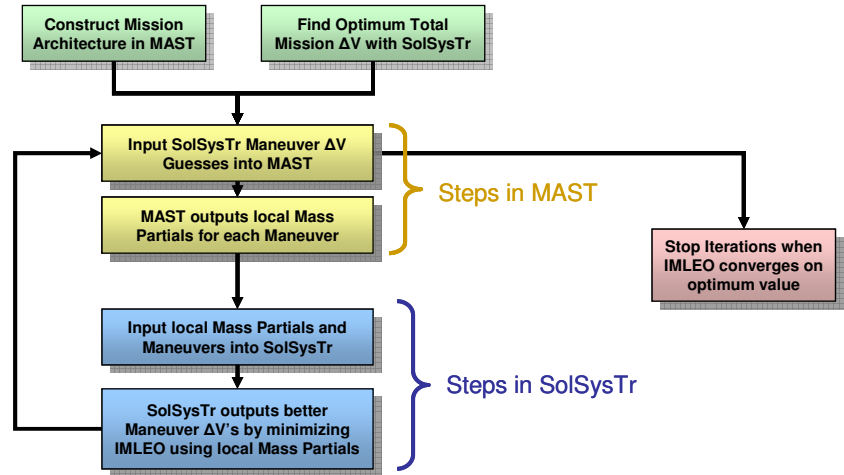 Construct Mission
Architecture in MAST
Find Optimum Total
Mission ΔV with SolSysTr
Input SolSysTr Maneuver ΔV
Guesses into MAST
MAST outputs local Mass
Partials for each Maneuver
Steps in MAST
Stop Iterations when
IMLEO converges on
optimum value
Input local Mass Partials and
Maneuvers into SolSysTr
SolSysTr outputs better
Maneuver ΔV's by minimizing
IMLEO using local Mass Partials
Steps in SolSysTr